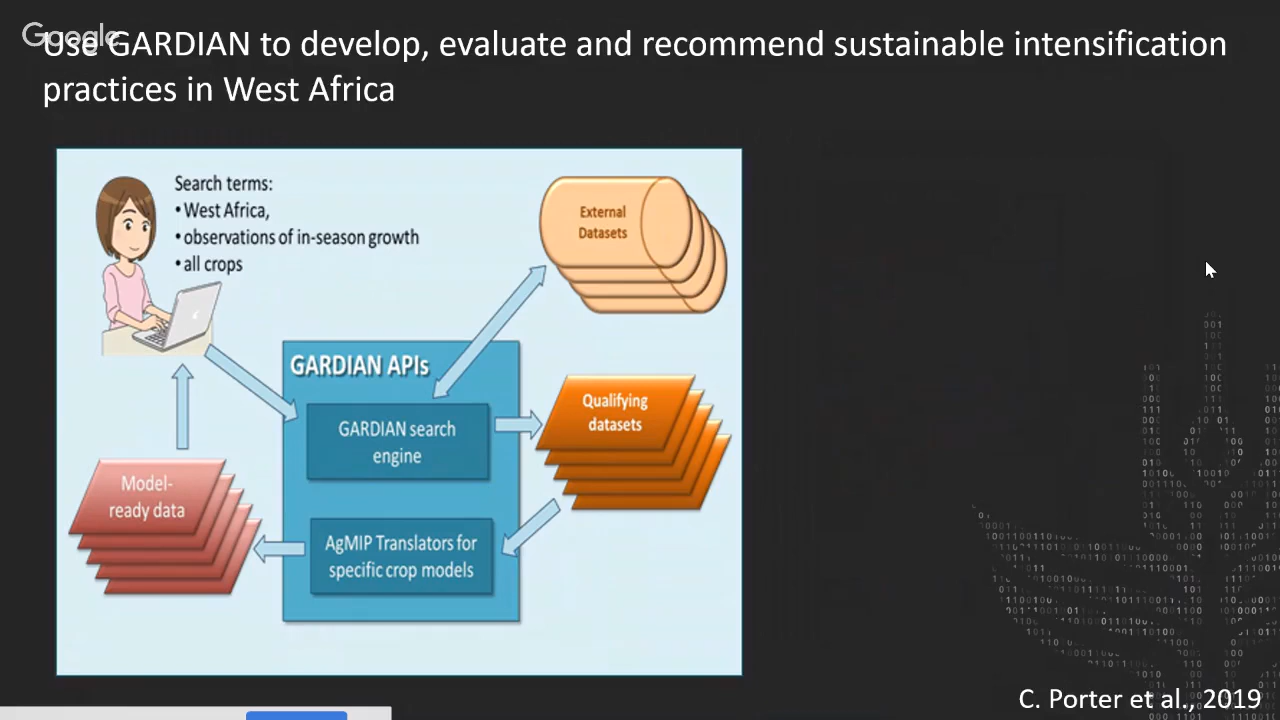 Google
Use GARDIAN to develop, evaluate and recommend sustainable intensification
practices in West Africa
Search terms:
•West Africa,
•observations of in-season growth
•all crops
External
Datasets
GARDIAN APIs
GARDIAN search
engine
Qualifying
datasets
Model-
ready data
AgMIP Translators for
specific crop models
C. Porter et al., 2019